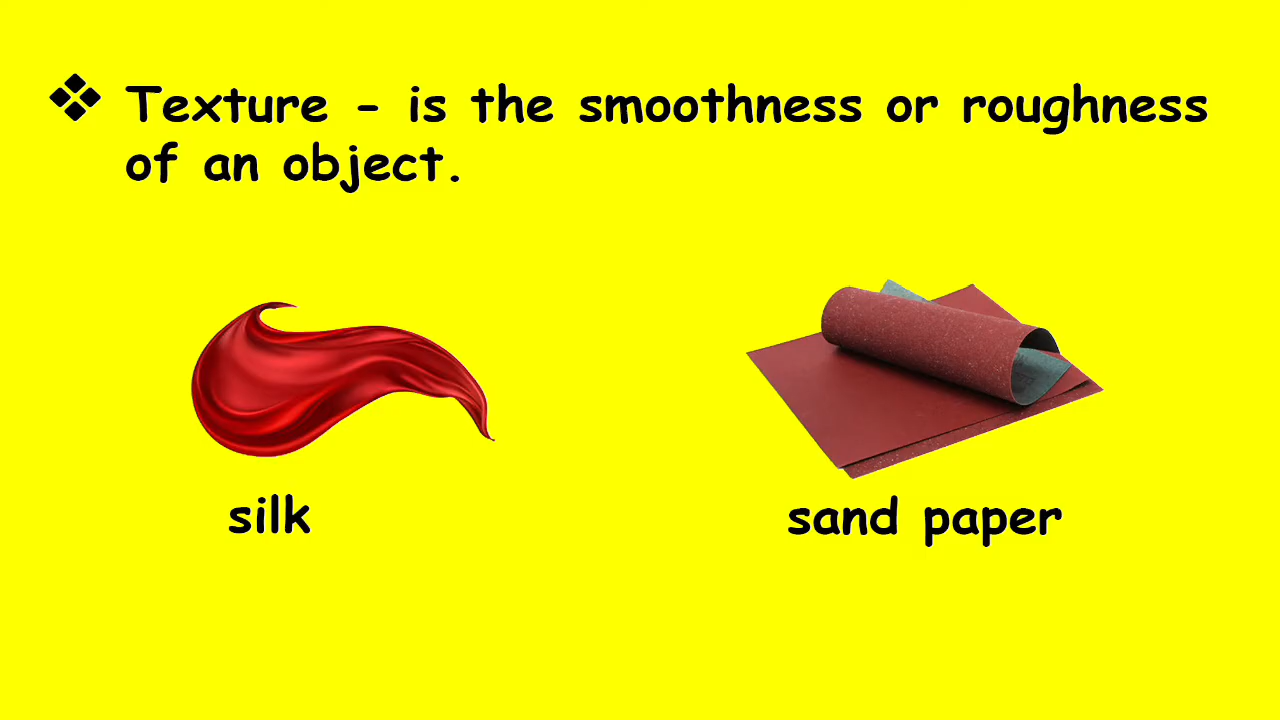 ❖ Texture - is the smoothness or roughness
of an object.
silk
sand paper